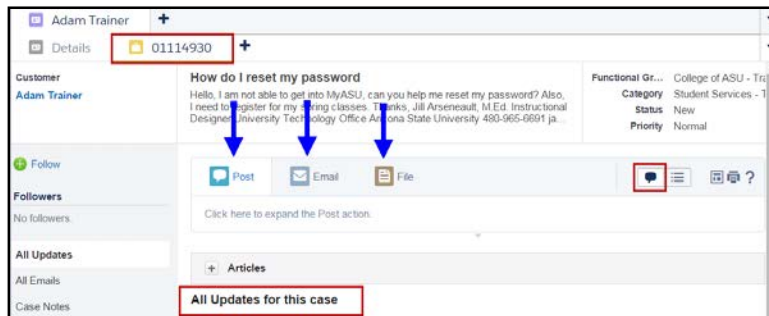 Adam Trainer +
Details 01114930 +
Customer
Adam Trainer
How do I reset my password
Hello, I am not able to get into MyASU, can you help me reset my password? Also,
I need to register for my spring classes. Thanks, Jill Arseneault, M.Ed. Instructional
Designer University Technology Office Arizona State University 480-965-6691 ja...
Functional Gr... College of ASU - Tra
Category Student Services - T
Status New
Priority Normal
Follow
Followers
No followers.
Post Email File
?
Click here to expand the Post action.
All Updates
All Emails
Case Notes
+ Articles
All Updates for this case